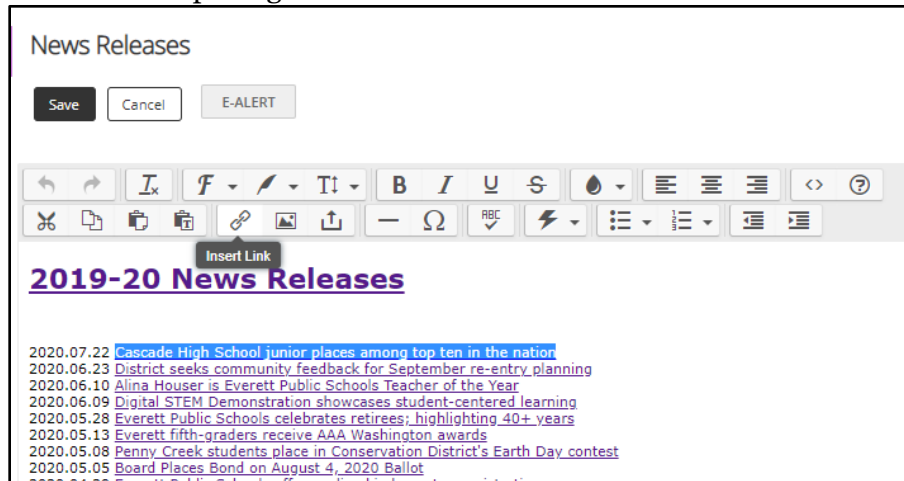 News Releases
Save Cancel E-ALERT
B I U S
ABC
Insert Link
2019-20 News Releases
2020.07.22 Cascade High School junior places among top ten in the nation
2020.06.23 District seeks community feedback for September re-entry planning
2020.06.10 Alina Houser is Everett Public Schools Teacher of the Year
2020.06.09 Digital STEM Demonstration showcases student-centered learning
2020.05.28 Everett Public Schools celebrates retirees; highlighting 40+ years
2020.05.13 Everett fifth-graders receive AAA Washington awards
2020.05.08 Penny Creek students place in Conservation District's Earth Day contest
2020.05.05 Board Places Bond on August 4, 2020 Ballot